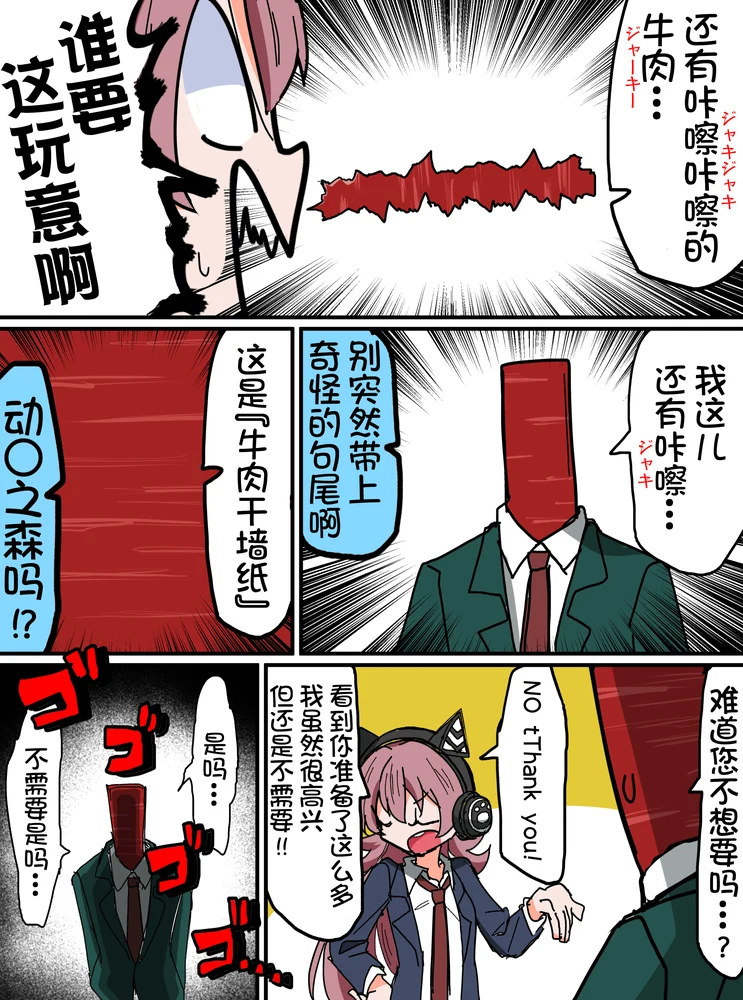 还有咔嚓咔嚓的
ジャキジャキ
牛肉…
ジャーキー
谁要
这玩意啊
我这儿
还有咔嚓…
ジャキ
别突然带上
奇怪的句尾啊
这是『牛肉干墙纸』
动〇之森吗!?
难道您不想要吗…?
NO tThank you!
看到你准备了这么多
我虽然很高兴
但还是不需要!!
是吗…
不需要是吗…
ゴ
ゴ
ゴ
ゴ…